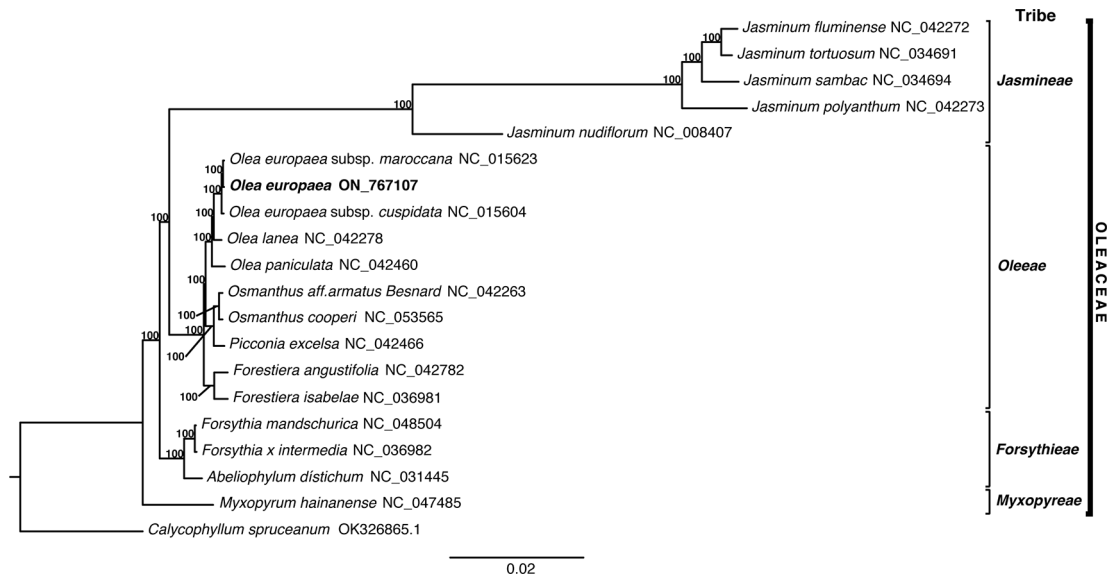 Tribe
Jasminum fluminense NC_042272
100
Jasminum tortuosum NC_034691
100
Jasminum sambac NC_034694
100
Jasmineae
Jasminum polyanthum NC_042273
100
Jasminum nudiflorum NC_008407
Olea europaea subsp. maroccana NC_015623
100
Olea europaea ON_767107
100
Olea europaea subsp. cuspidata NC_015604
100
100
Olea lanea NC_042278
100
Olea paniculata NC_042460
Oleeae
100
Osmanthus aff.armatus Besnard NC_042263
100
Osmanthus cooperi NC_053565
100
100
Picconia excelsa NC_042466
100
Forestiera angustifolia NC_042782
100
Forestiera isabelae NC_036981
Forsythia mandschurica NC_048504
100
Forsythia x intermedia NC_036982
Forsythieae
100
Abeliophylum dístichum NC_031445
Myxopyrum hainanense NC_047485
Myxopyreae
Calycophyllum spruceanum OK326865.1
OLEACEAE
0.02